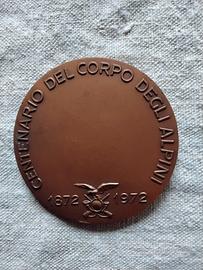 CENTENARIO DEL CORPO DEGLI ALPINI
1872 1972